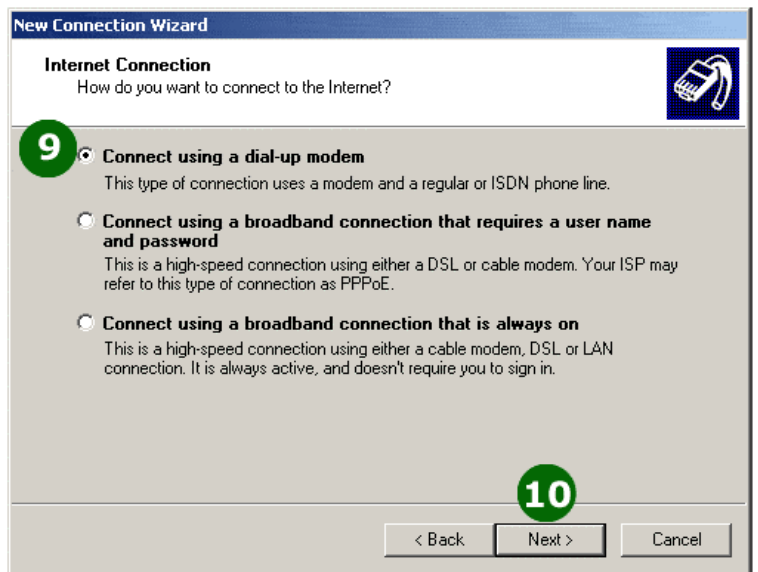 New Connection Wizard
Internet Connection
How do you want to connect to the Internet?
9
Connect using a dial-up modem
This type of connection uses a modem and a regular or ISDN phone line.
Connect using a broadband connection that requires a user name
and password
This is a high-speed connection using either a DSL or cable modem. Your ISP may
refer to this type of connection as PPPoE.
Connect using a broadband connection that is always on
This is a high-speed connection using either a cable modem, DSL or LAN
connection. It is always active, and doesn't require you to sign in.
10
< Back Next > Cancel